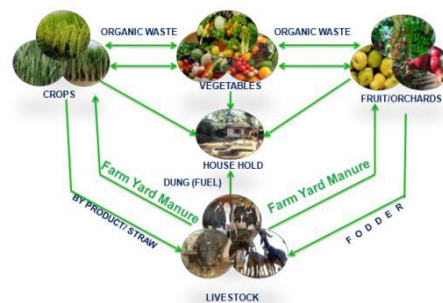 ORGANIC WASTE
ORGANIC WASTE
CROPS
VEGETABLES
FRUIT/ORCHARDS
HOUSE HOLD
DUNG (FUEL)
Farm Yard Manure
Farm Yard Manure
BY PRODUCT/ STRAW
F O D D E R
LIVESTOCK